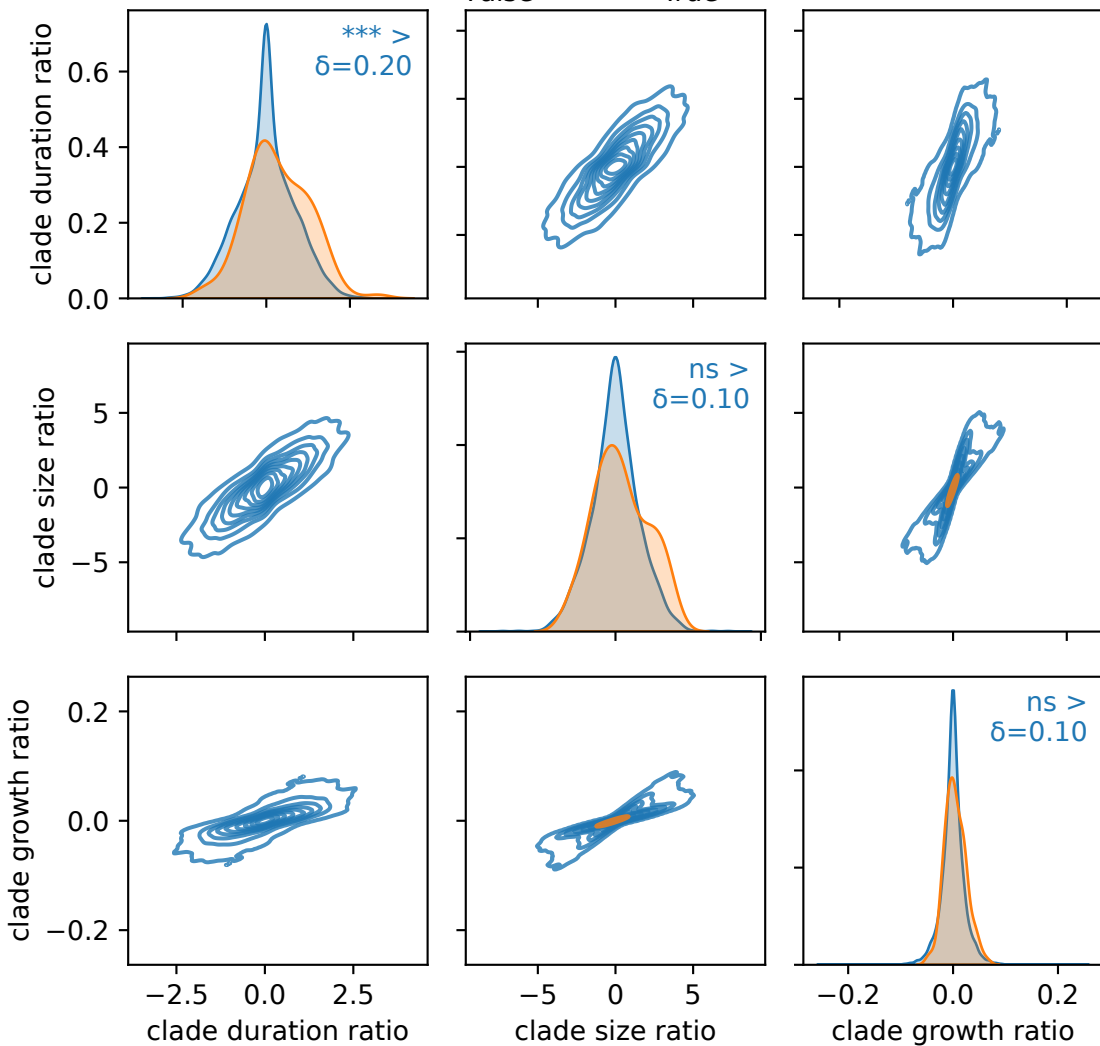 clade duration ratio
0.6
0.4
0.2
0.0
*** >
δ=0.20
clade size ratio
5
0
−5
ns >
δ=0.10
clade growth ratio
0.2
0.0
−0.2
ns >
δ=0.10
−2.5 0.0 2.5
clade duration ratio
−5 0 5
clade size ratio
−0.2 0.0 0.2
clade growth ratio